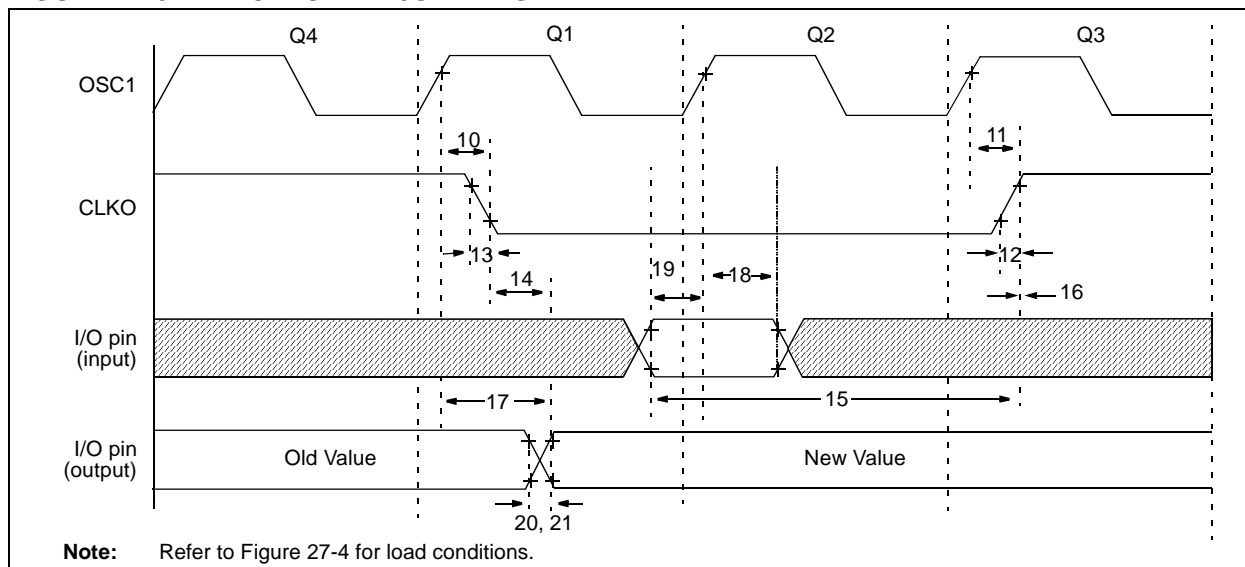 Q4 Q1 Q2 Q3
OSC1
10 11
CLKO
13 12
14 19 18 16
I/O pin
(input)
17 15
I/O pin
(output)
Old Value New Value
20, 21
Note: Refer to Figure 27-4 for load conditions.